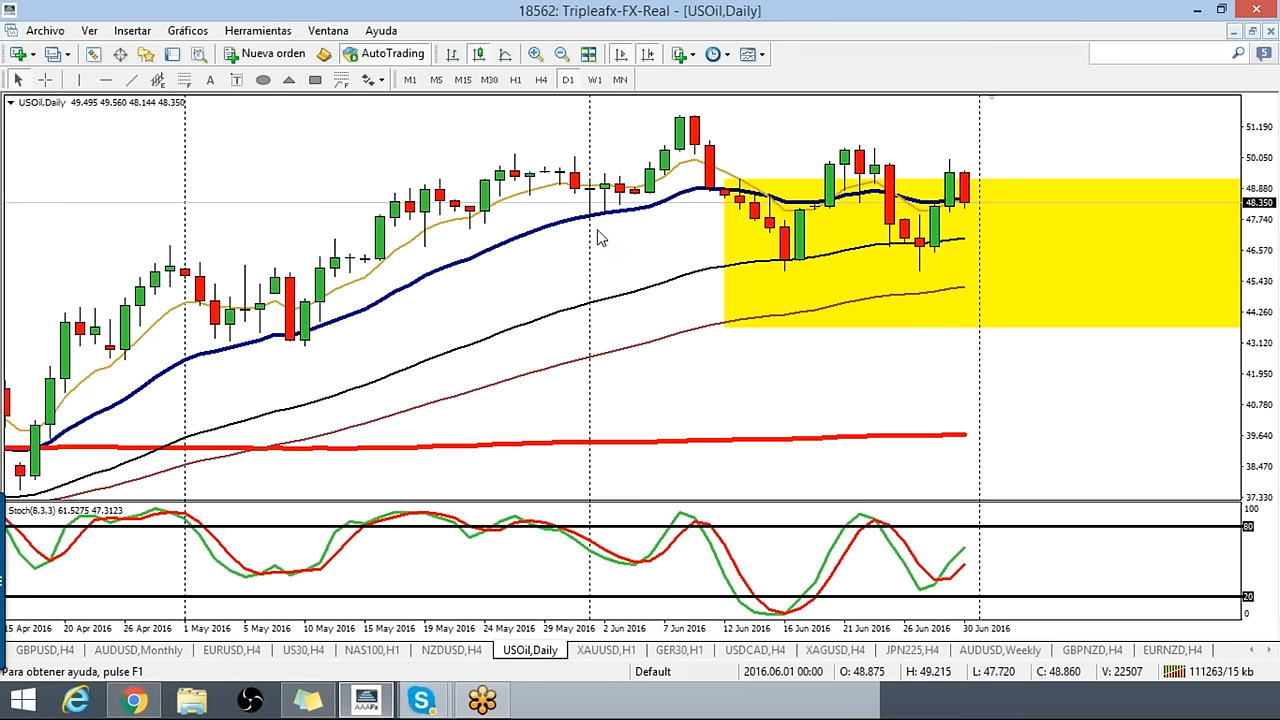 18562: Tripleafx-FX-Real - [USOil,Daily]
Archivo Ver Insertar Gráficos Herramientas Ventana Ayuda
Nueva orden AutoTrading
5
A T F M1 M5 M15 M30 H1 H4 D1 W1 MN
USOil,Daily 49.495 49.560 48.144 48.350
51.190
50.050
48.880
48.350
47.740
46.570
45.430
44.260
43.120
41.950
40.780
39.640
38.470
37.330
Stoch(8,3,3) 61.5275 47.3123
100
80
20
0
15 Apr 2016 20 Apr 2016 26 Apr 2016 1 May 2016 5 May 2016 10 May 2016 15 May 2016 19 May 2016 24 May 2016 29 May 2016 2 Jun 2016 7 Jun 2016 12 Jun 2016 16 Jun 2016 21 Jun 2016 26 Jun 2016 30 Jun 2016
GBPUSD,H4 AUDUSD,Monthly EURUSD,H4 US30,H4 NAS100,H1 NZDUSD,H4 USOil,Daily XAUUSD,H1 GER30,H1 USDCAD,H4 XAGUSD,H4 JPN225,H4 AUDUSD,Weekly GBPNZD,H4 EURNZD,H4
Para obtener ayuda, pulse F1 Default 2016.06.01 00:00 O: 48.875 H: 49.215 L: 47.720 C: 48.860 V: 22507 111263/15 kb
AAAFx